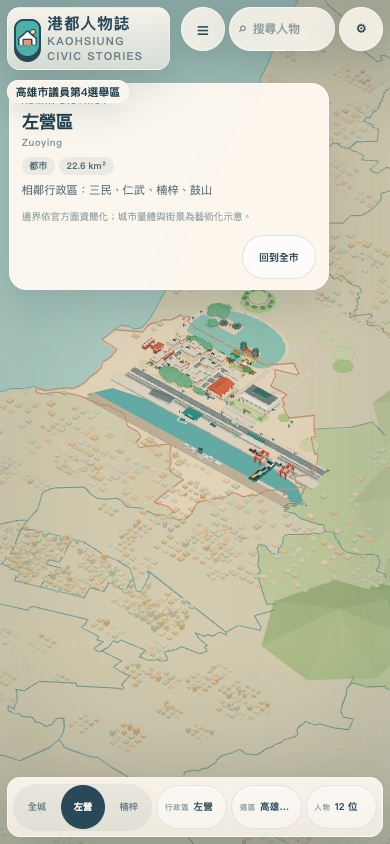 港都人物誌
KAOHSIUNG
CIVIC STORIES
搜尋人物
高雄市議員第4選舉區
左營區
Zuoying
都市 22.6 km²
相鄰行政區：三民、仁武、楠梓、鼓山
邊界依官方圖資簡化；城市量體與街景為藝術化示意。
回到全市
全城 左營 楠梓 行政區 左營 選區 高雄... 人物 12 位